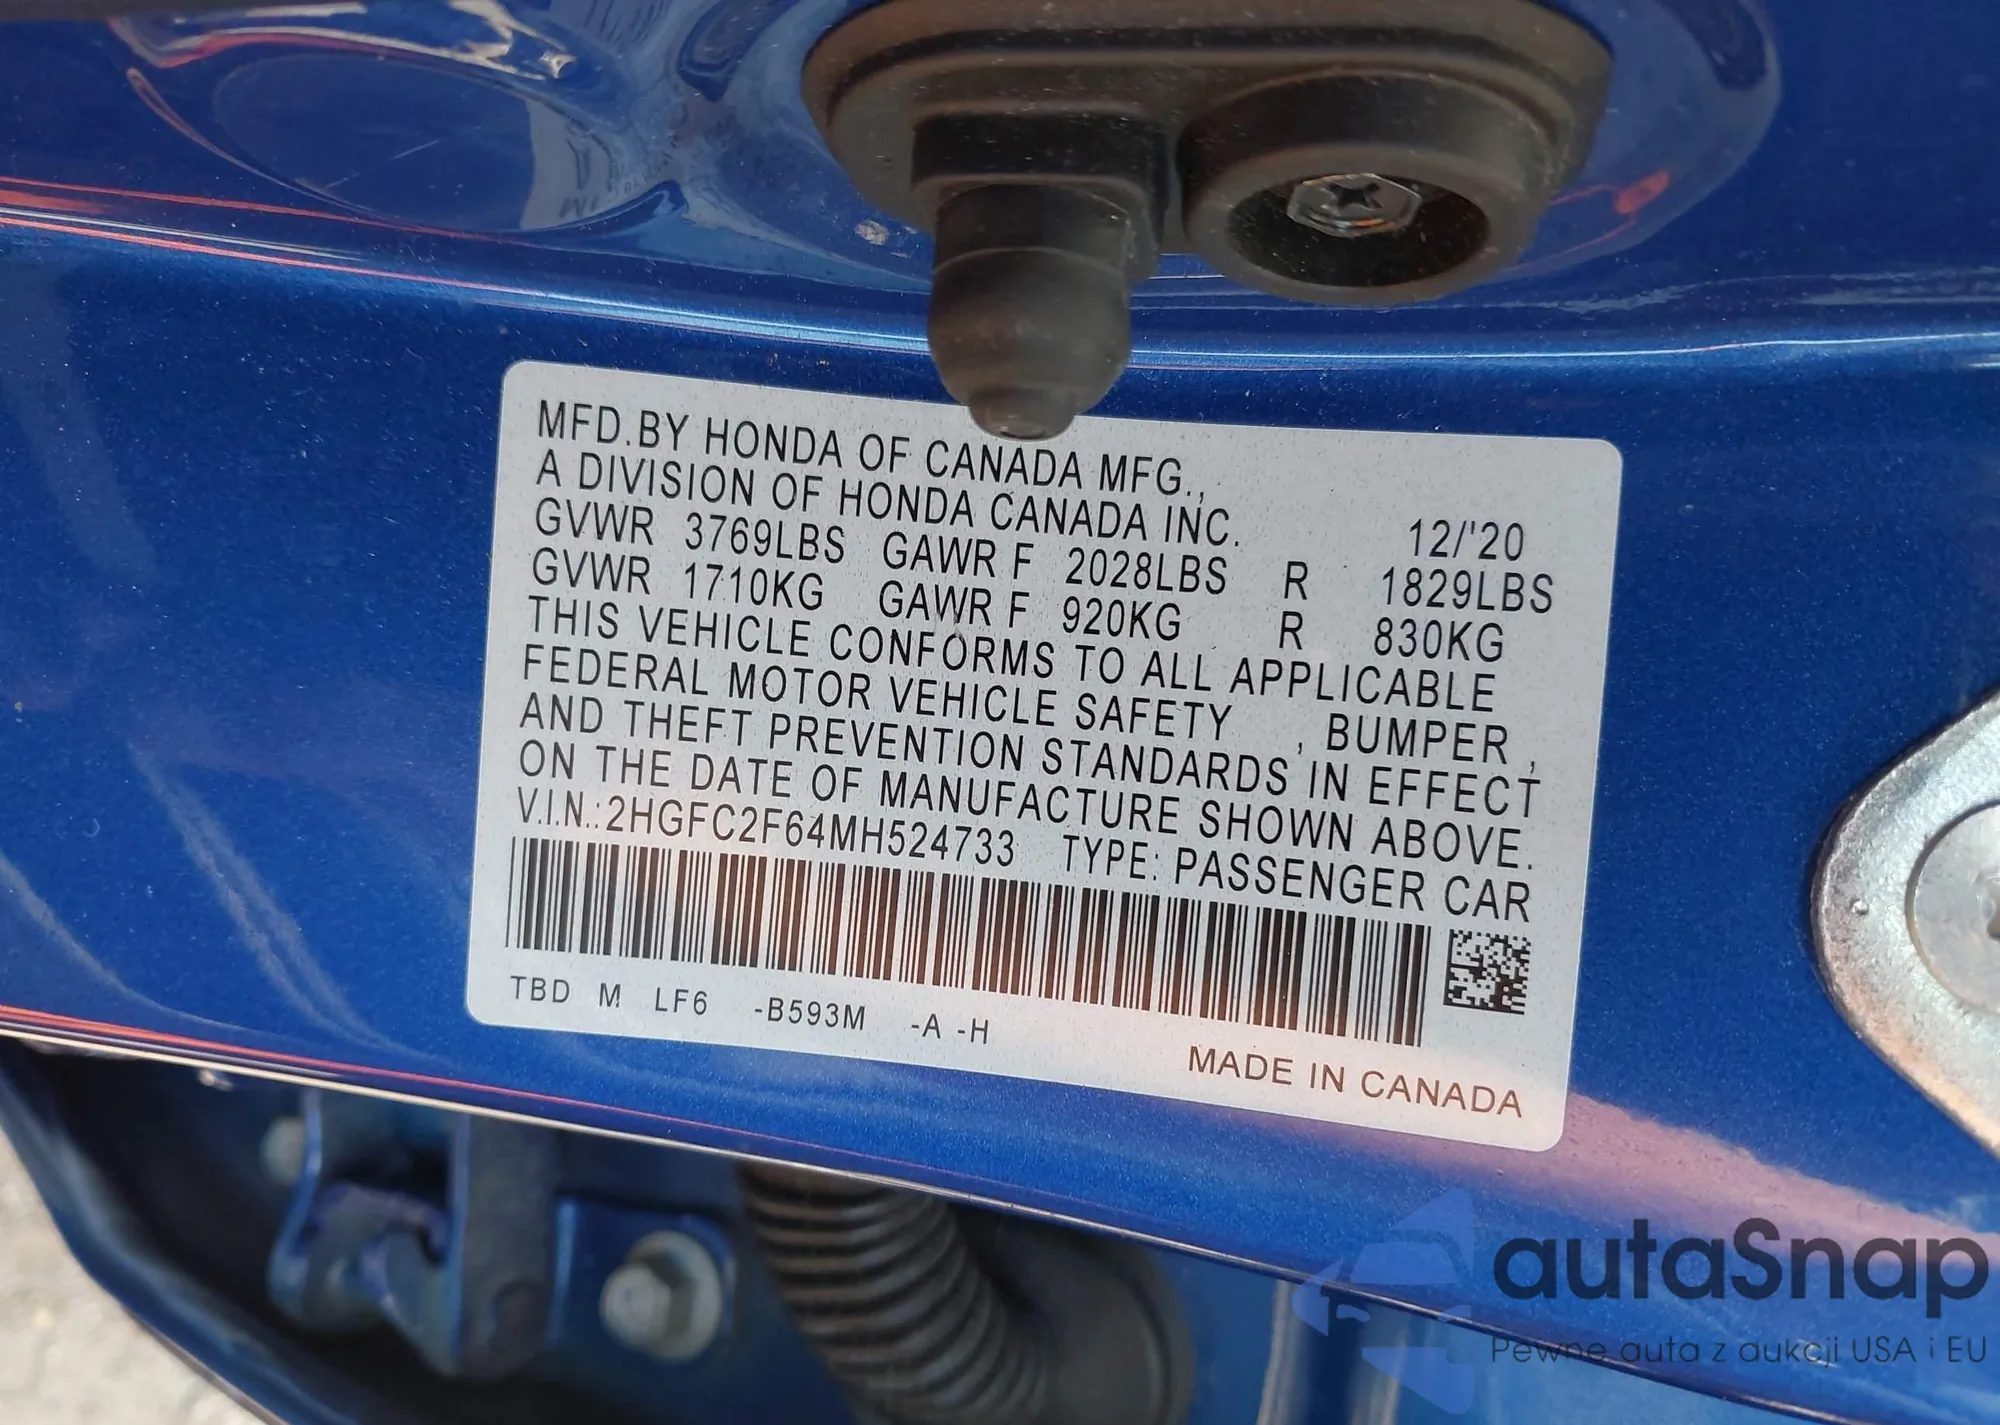 MFD.BY HONDA OF CANADA MFG.,
A DIVISION OF HONDA CANADA INC. 12/'20
GVWR 3769LBS GAWR F 2028LBS R 1829LBS
GVWR 1710KG GAWR F 920KG R 830KG
THIS VEHICLE CONFORMS TO ALL APPLICABLE
FEDERAL MOTOR VEHICLE SAFETY , BUMPER ,
AND THEFT PREVENTION STANDARDS IN EFFECT
ON THE DATE OF MANUFACTURE SHOWN ABOVE.
V.I.N.: 2HGFC2F64MH524733 TYPE: PASSENGER CAR
TBD M LF6 -B593M -A -H
MADE IN CANADA
autaSnap
Pewne auta z aukcji USA i EU